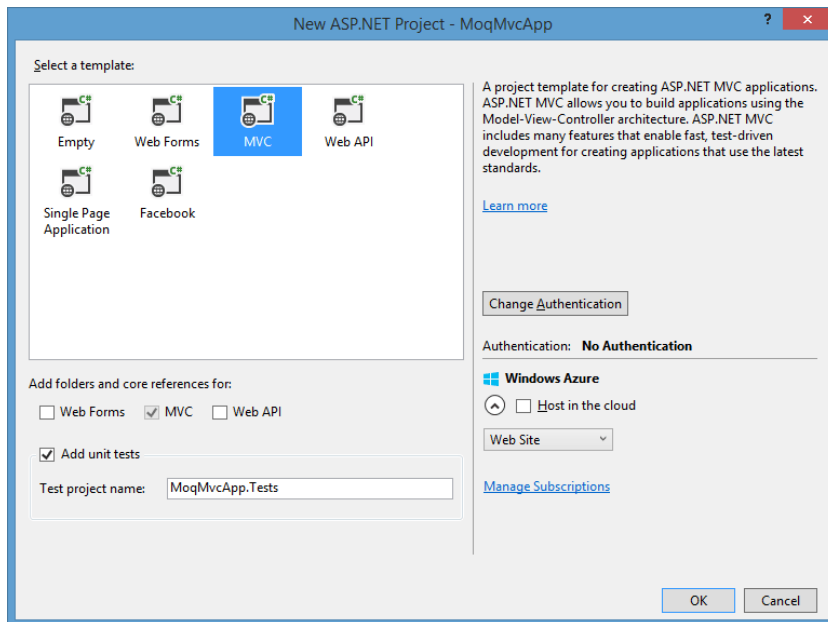 New ASP.NET Project - MoqMvcApp
?
Select a template:
C# C# C# C#
Empty Web Forms MVC Web API
C# C#
Single Page Facebook
Application
A project template for creating ASP.NET MVC applications.
ASP.NET MVC allows you to build applications using the
Model-View-Controller architecture. ASP.NET MVC
includes many features that enable fast, test-driven
development for creating applications that use the latest
standards.
Learn more
Change Authentication
Authentication: No Authentication
Windows Azure
Host in the cloud
Web Site
Manage Subscriptions
Add folders and core references for:
Web Forms MVC Web API
Add unit tests
Test project name: MoqMvcApp.Tests
OK Cancel